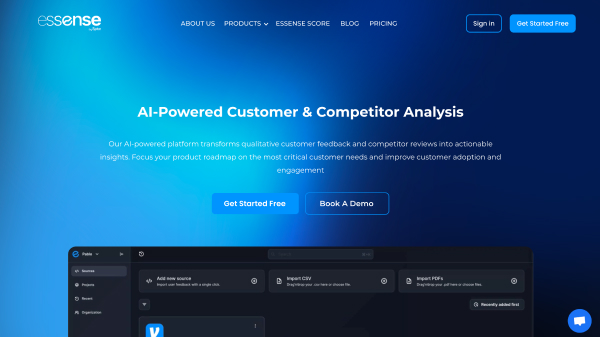 essense
ABOUT US PRODUCTS ESSENSE SCORE BLOG PRICING
Sign in
Get Started Free
AI-Powered Customer & Competitor Analysis
Our AI-powered platform transforms qualitative customer feedback and competitor reviews into actionable
insights. Focus your product roadmap on the most critical customer needs and improve customer adoption and
engagement
Get Started Free
Book A Demo
Pable
Sources
Projects
Recent
Organization
Add new source
Import user feedback with a single click.
Import CSV
Drag&drop your .csv here or choose file.
Import PDFs
Drag&drop your .pdf here or choose files.
Recently added first